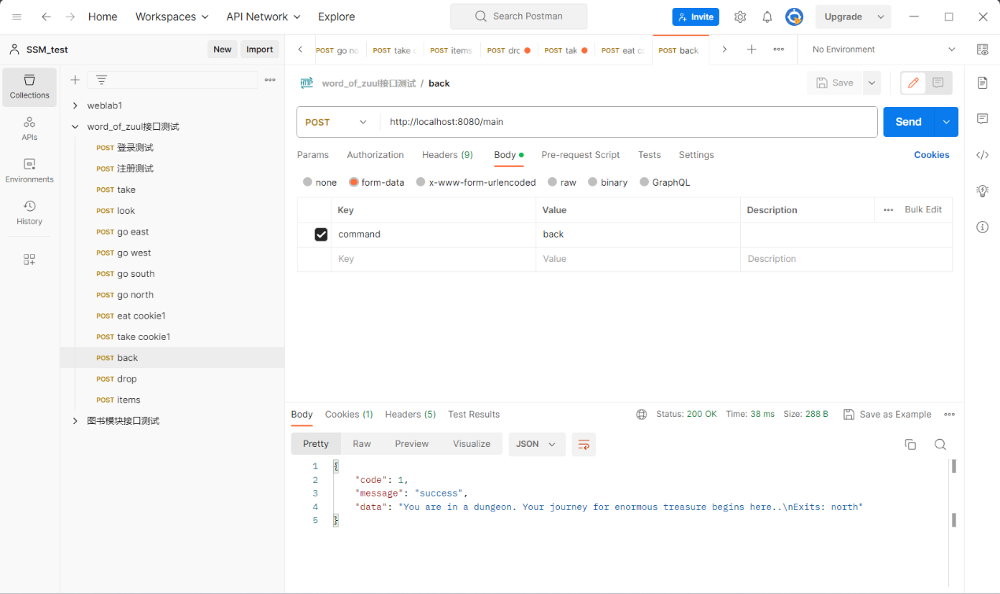 Home Workspaces API Network Explore Search Postman Invite Upgrade
SSM_test New Import POST go no POST take POST items POST drc POST tak POST eat cc POST back No Environment
Collections
APIs
Environments
History
weblab1
word_of_zuul接口测试
POST 登录测试
POST 注册测试
POST take
POST look
POST go east
POST go west
POST go south
POST go north
POST eat cookie1
POST take cookie1
POST back
POST drop
POST items
图书模块接口测试
HTTP word_of_zuul接口测试 / back Save
POST http://localhost:8080/main Send
Params Authorization Headers (9) Body Pre-request Script Tests Settings Cookies
none form-data x-www-form-urlencoded raw binary GraphQL
Key Value Description Bulk Edit
command back
Key Value Description
Body Cookies (1) Headers (5) Test Results Status: 200 OK Time: 38 ms Size: 288 B Save as Example
Pretty Raw Preview Visualize JSON
1 {
2 "code": 1,
3 "message": "success",
4 "data": "You are in a dungeon. Your journey for enormous treasure begins here..\nExits: north"
5 }